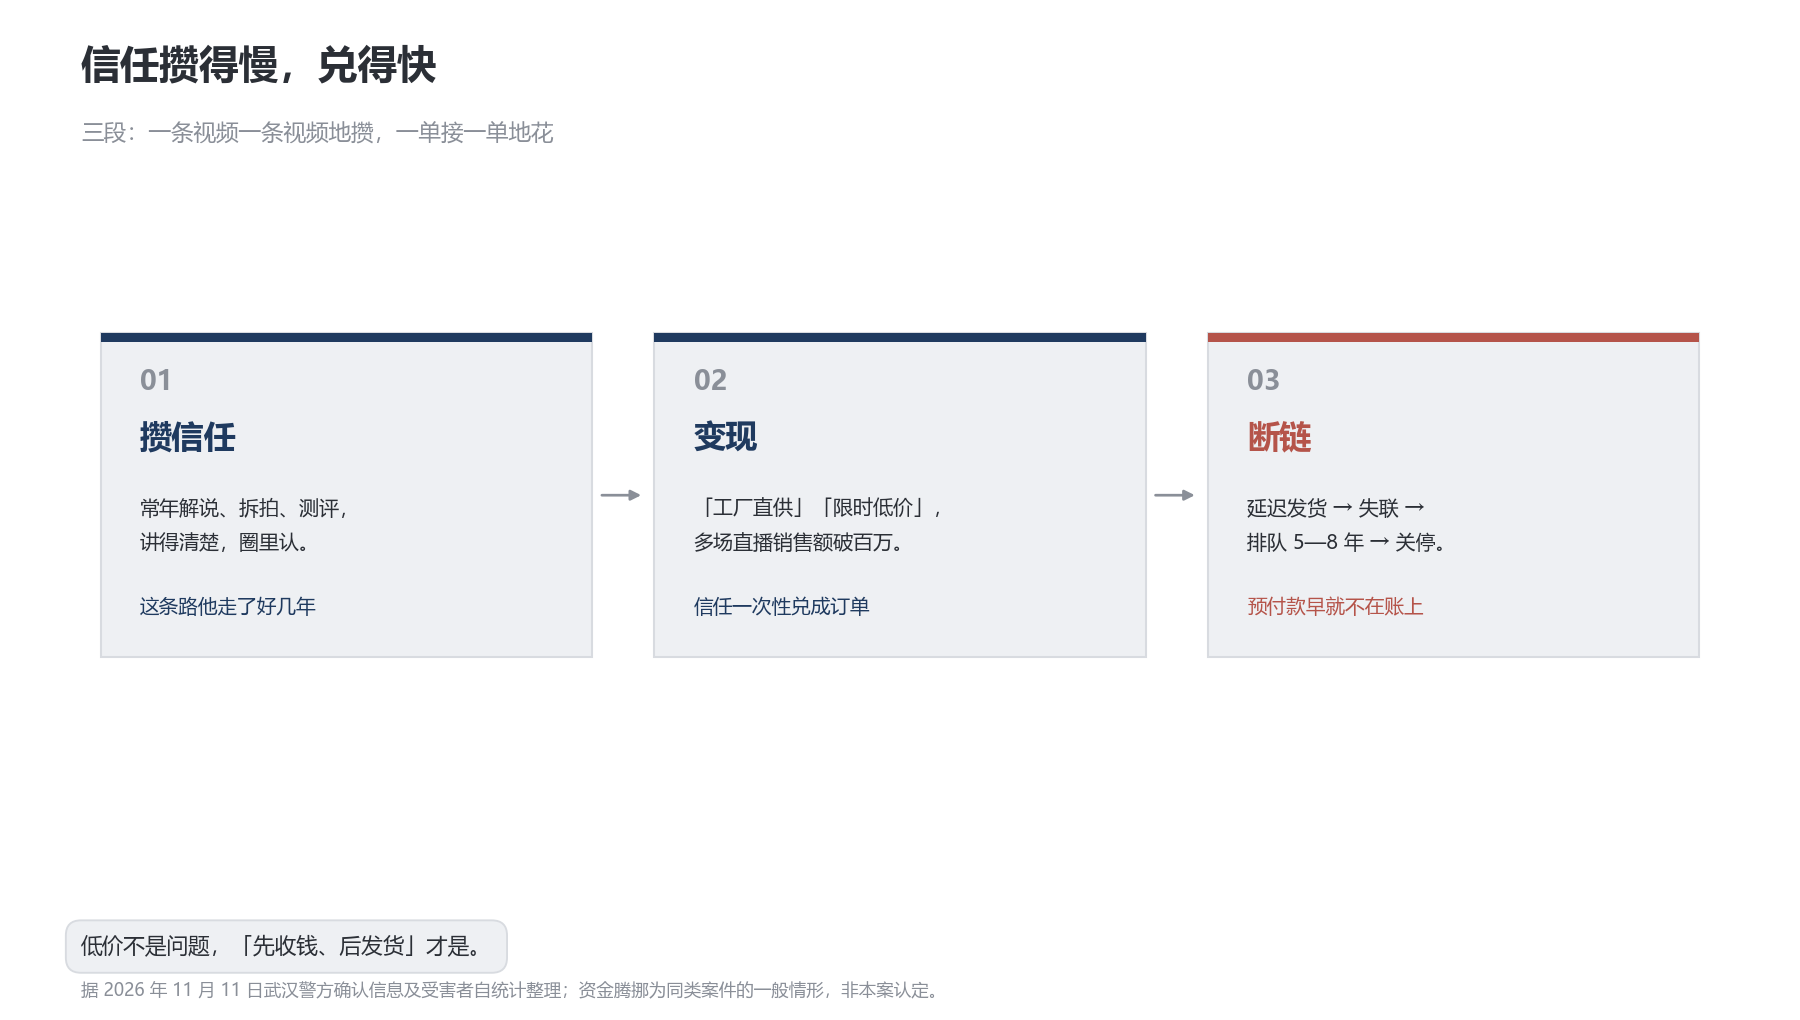 信任攒得慢，兑得快
三段：一条视频一条视频地攒，一单接一单地花
01
攒信任
常年解说、拆拍、测评，
讲得清楚，圈里认。
这条路他走了好几年
02
变现
「工厂直供」「限时低价」，
多场直播销售额破百万。
信任一次性兑成订单
03
断链
延迟发货 → 失联 →
排队 5—8 年 → 关停。
预付款早就不在账上
低价不是问题，「先收钱、后发货」才是。
据 2026 年 11 月 11 日武汉警方确认信息及受害者自统计整理；资金腾挪为同类案件的一般情形，非本案认定。